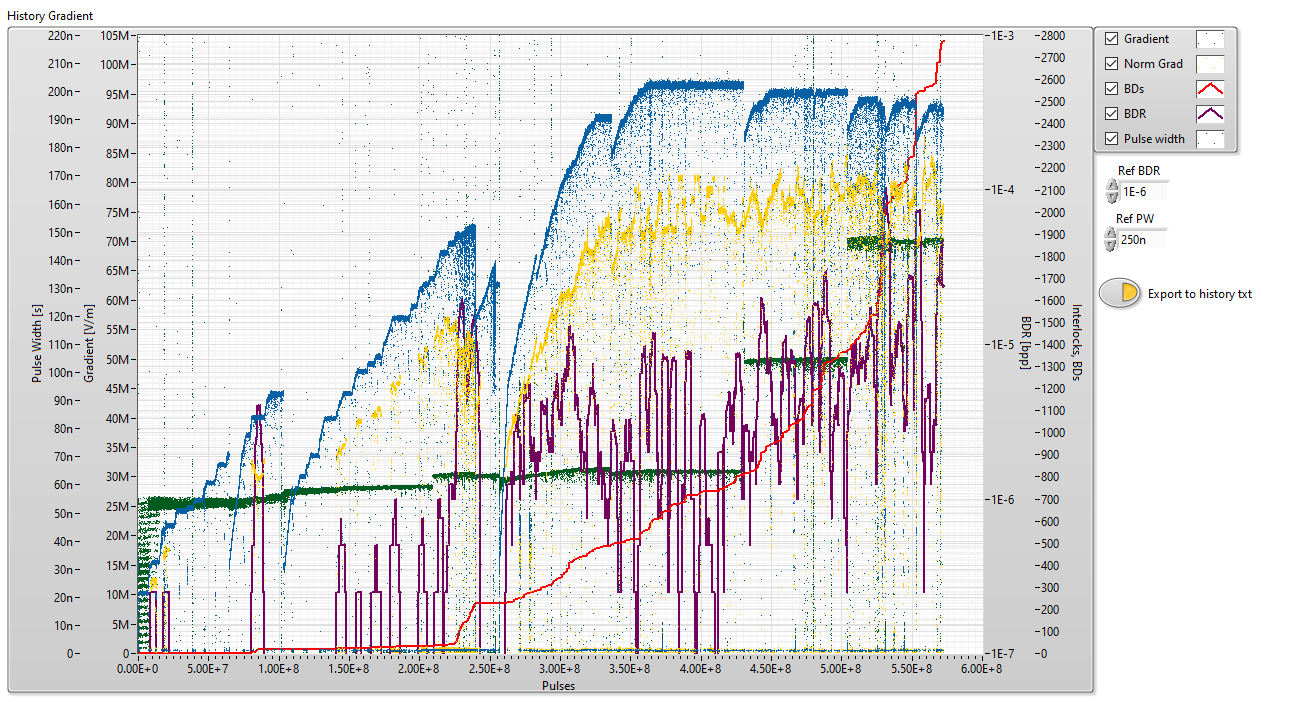 History Gradient
220n
210n
200n
190n
180n
170n
160n
150n
140n
130n
120n
110n
100n
90n
80n
70n
60n
50n
40n
30n
20n
10n
0
Pulse Width [s]
105M
100M
95M
90M
85M
80M
75M
70M
65M
60M
55M
50M
45M
40M
35M
30M
25M
20M
15M
10M
5M
0
Gradient [V/m]
0.00E+0 5.00E+7 1.00E+8 1.50E+8 2.00E+8 2.50E+8 3.00E+8 3.50E+8 4.00E+8 4.50E+8 5.00E+8 5.50E+8 6.00E+8
Pulses
1E-3
1E-4
1E-5
1E-6
1E-7
BDR [bpp]
2800
2700
2600
2500
2400
2300
2200
2100
2000
1900
1800
1700
1600
1500
1400
1300
1200
1100
1000
900
800
700
600
500
400
300
200
100
0
Interlocks, BDs
Gradient
Norm Grad
BDs
BDR
Pulse width
Ref BDR
1E-6
Ref PW
250n
Export to history txt